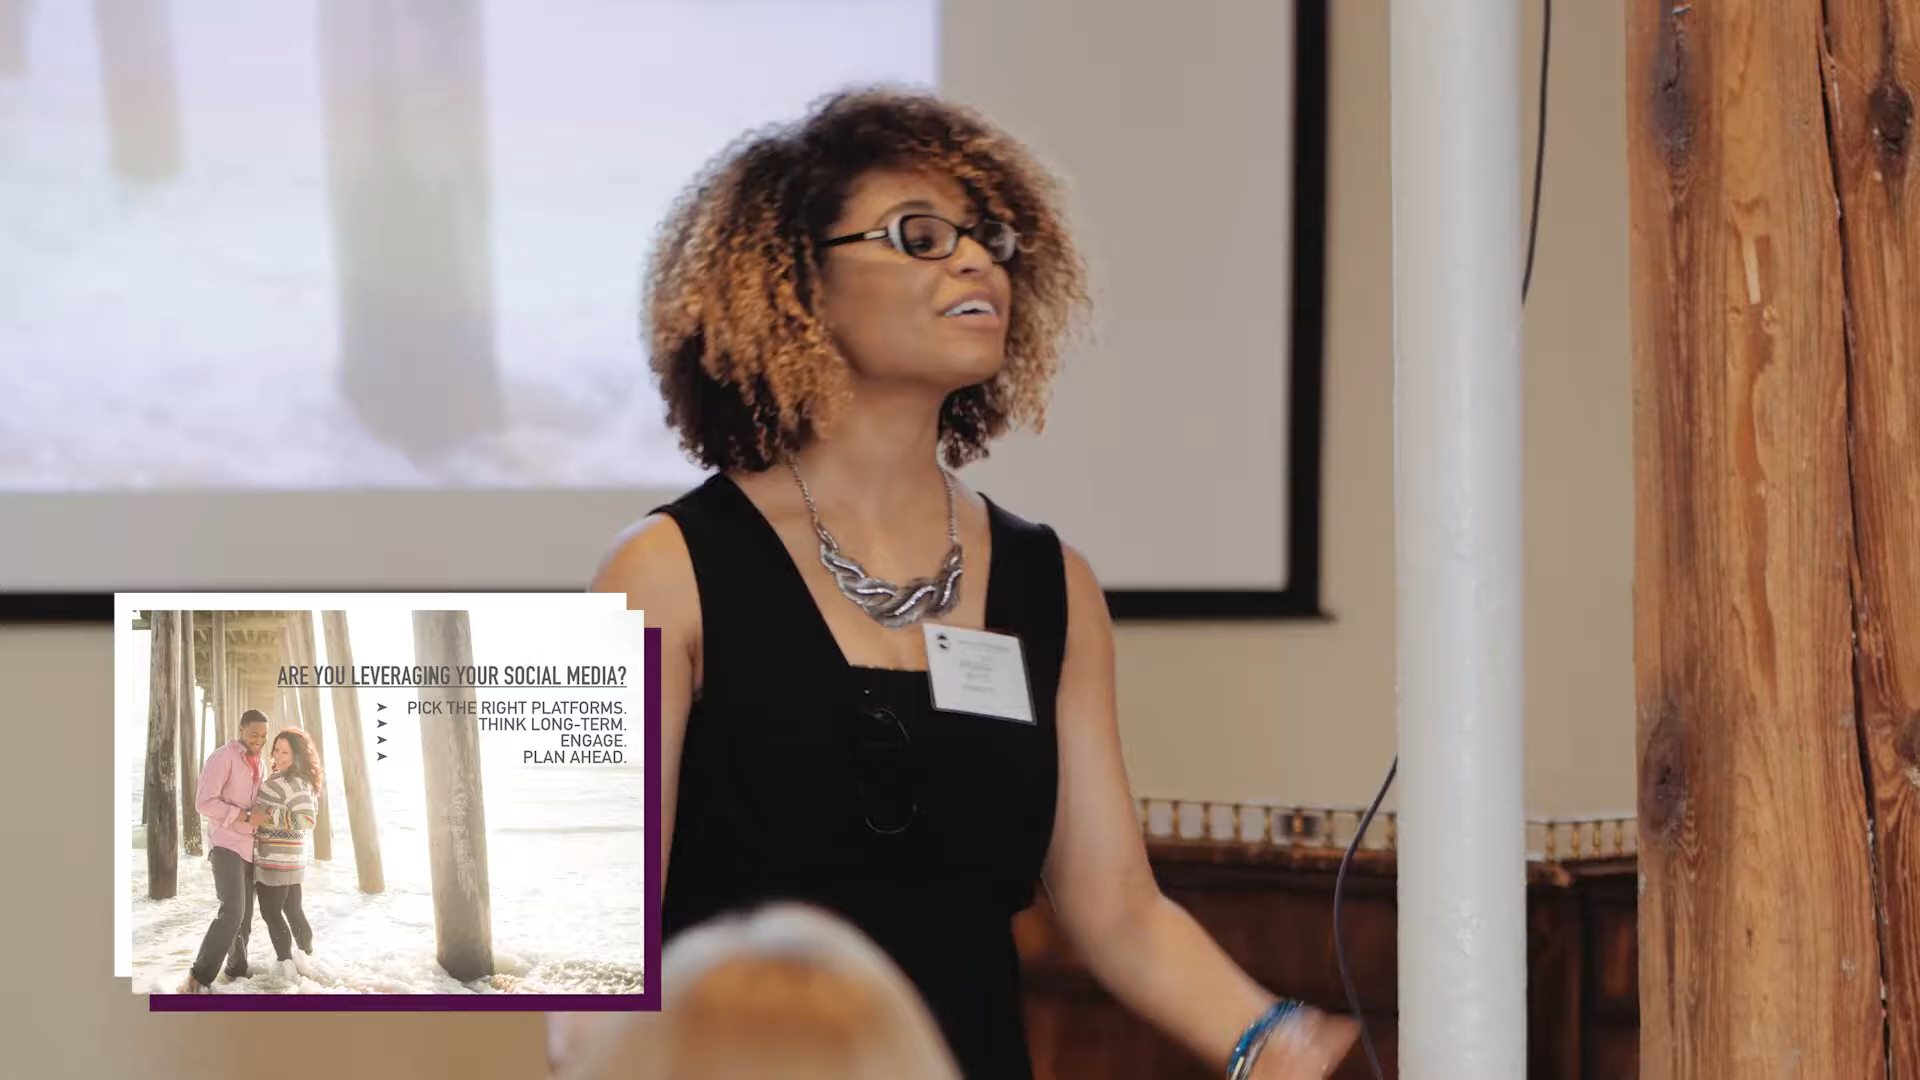 ARE YOU LEVERAGING YOUR SOCIAL MEDIA?
➤ PICK THE RIGHT PLATFORMS.
➤ THINK LONG-TERM.
➤ ENGAGE.
➤ PLAN AHEAD.